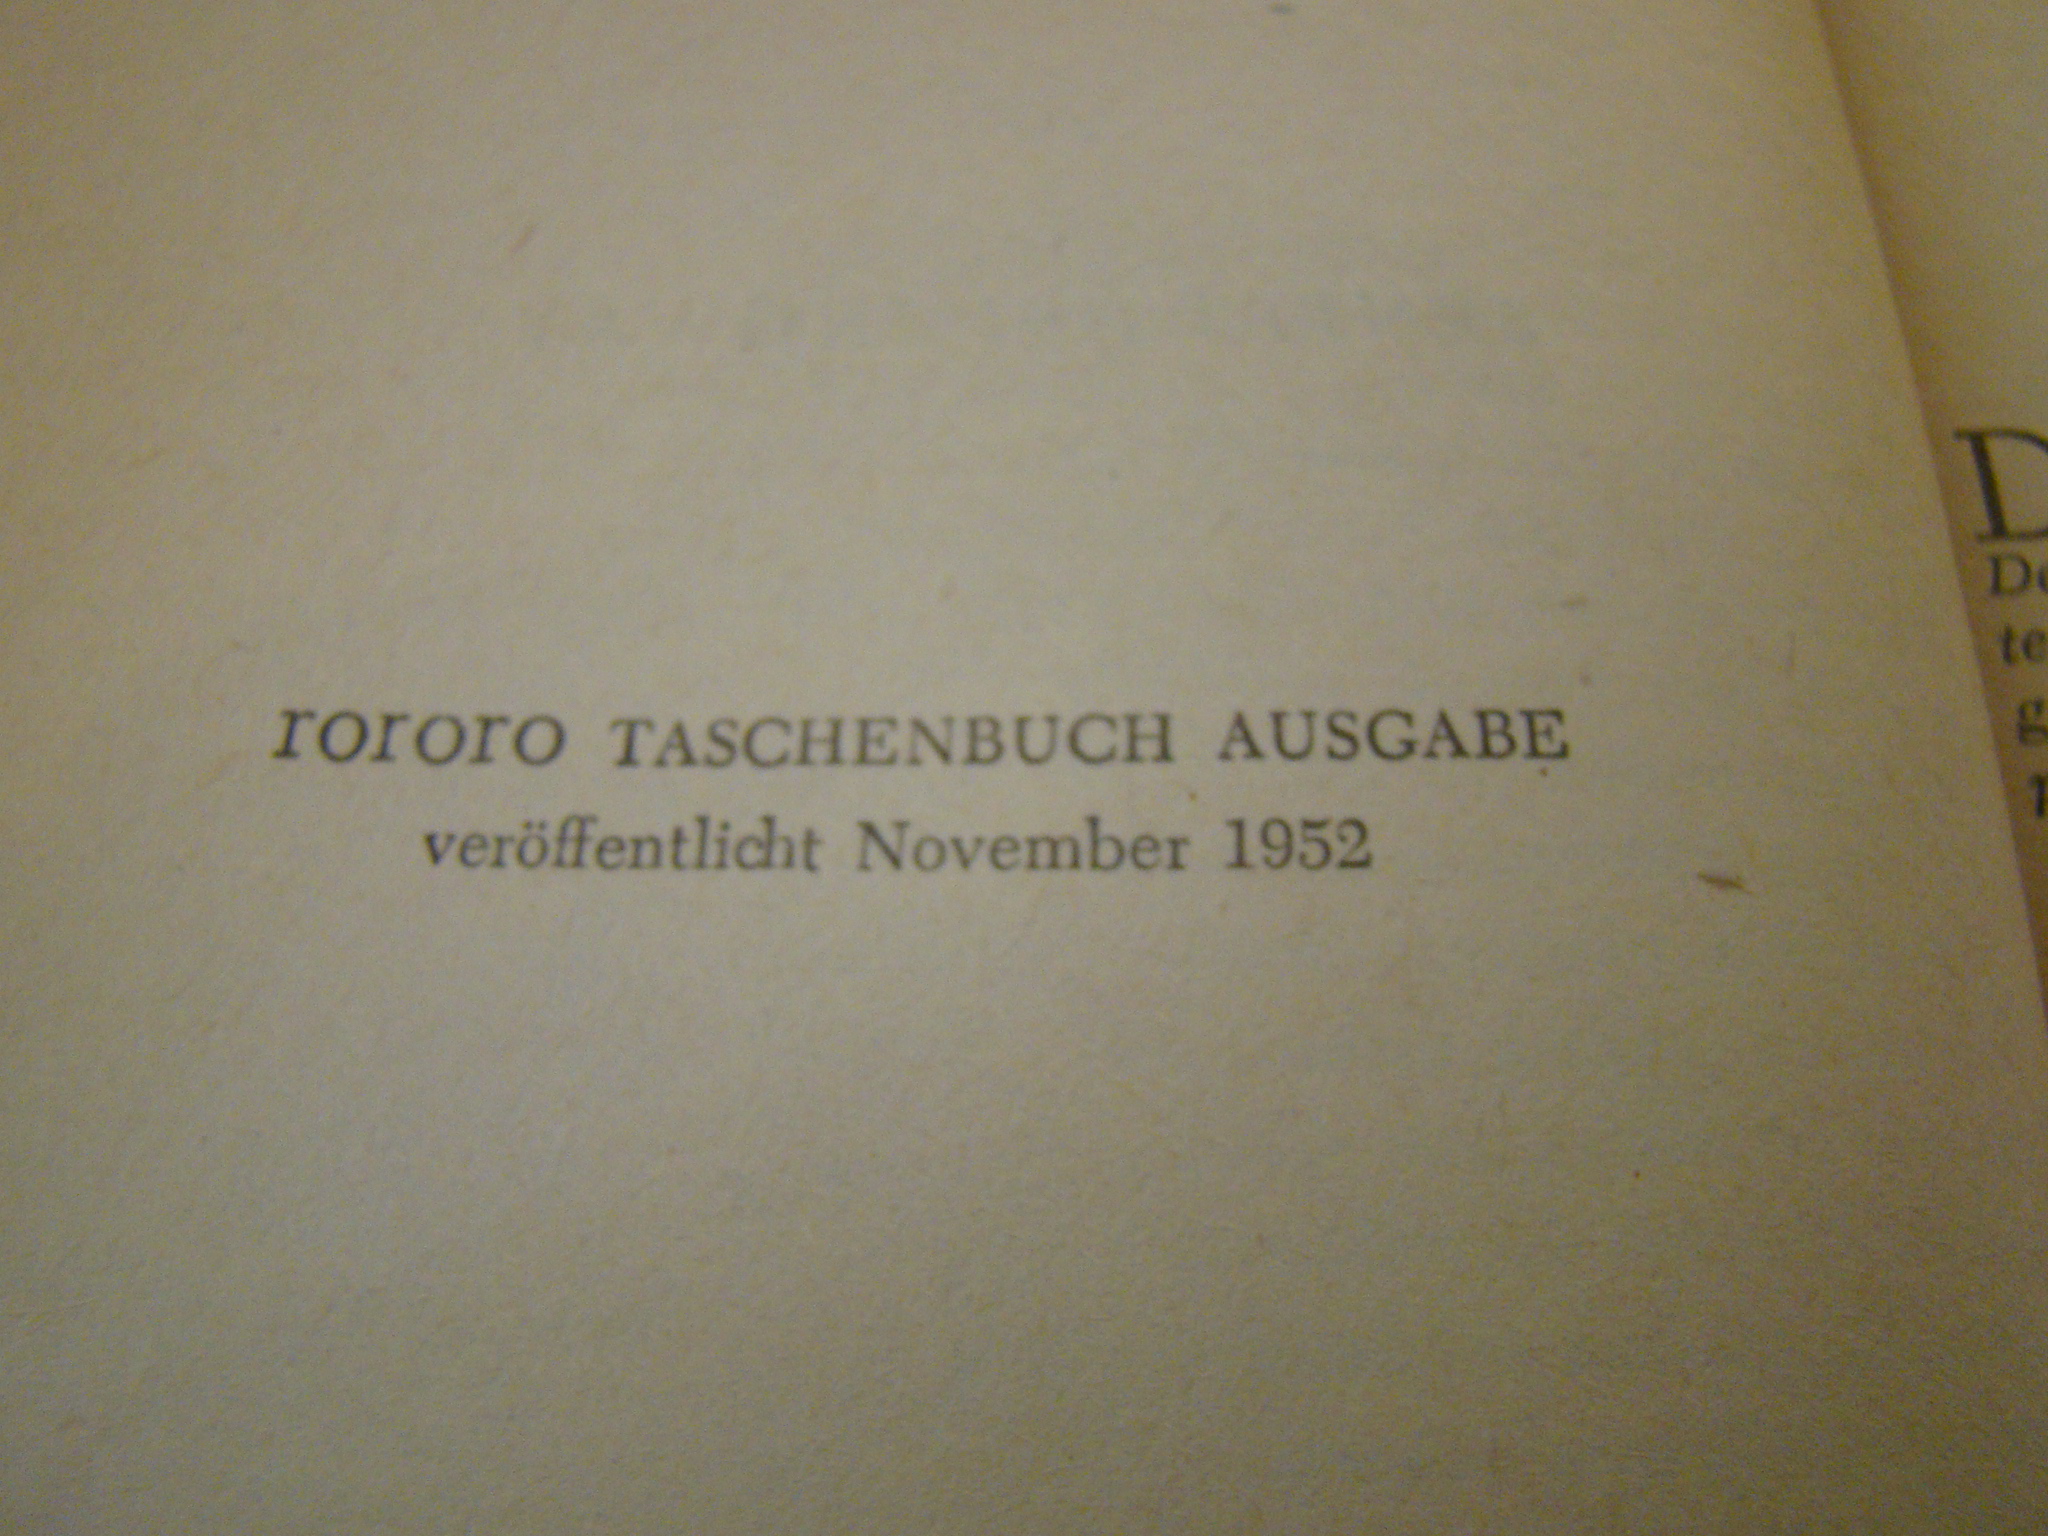 rororo TASCHENBUCH AUSGABE
veröffentlicht November 1952